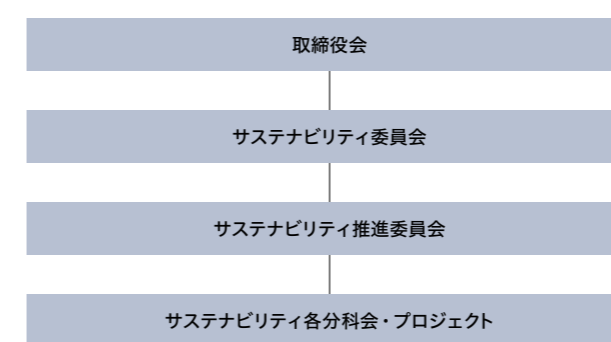 取締役会
サステナビリティ委員会
サステナビリティ推進委員会
サステナビリティ各分科会・プロジェクト